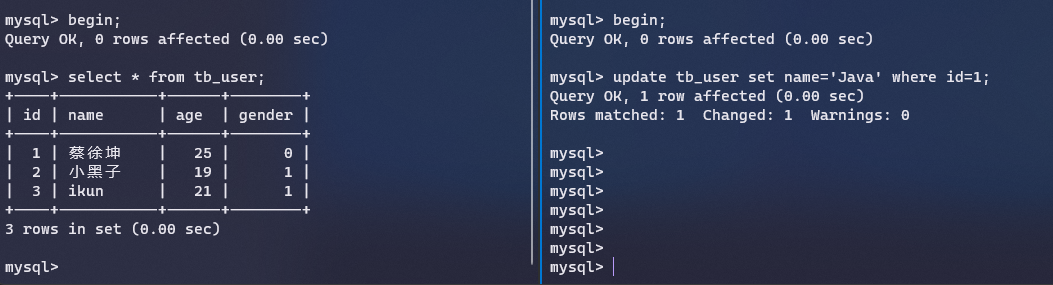 mysql> begin;
Query OK, 0 rows affected (0.00 sec)
mysql> select * from tb_user;
+----+-----------+------+--------+
| id | name      | age  | gender |
+----+-----------+------+--------+
|  1 | 蔡徐坤    |   25 |      0 |
|  2 | 小黑子    |   19 |      1 |
|  3 | ikun      |   21 |      1 |
+----+-----------+------+--------+
3 rows in set (0.00 sec)
mysql>
mysql> begin;
Query OK, 0 rows affected (0.00 sec)
mysql> update tb_user set name='Java' where id=1;
Query OK, 1 row affected (0.00 sec)
Rows matched: 1  Changed: 1  Warnings: 0
mysql>
mysql>
mysql>
mysql>
mysql>
mysql>
mysql>